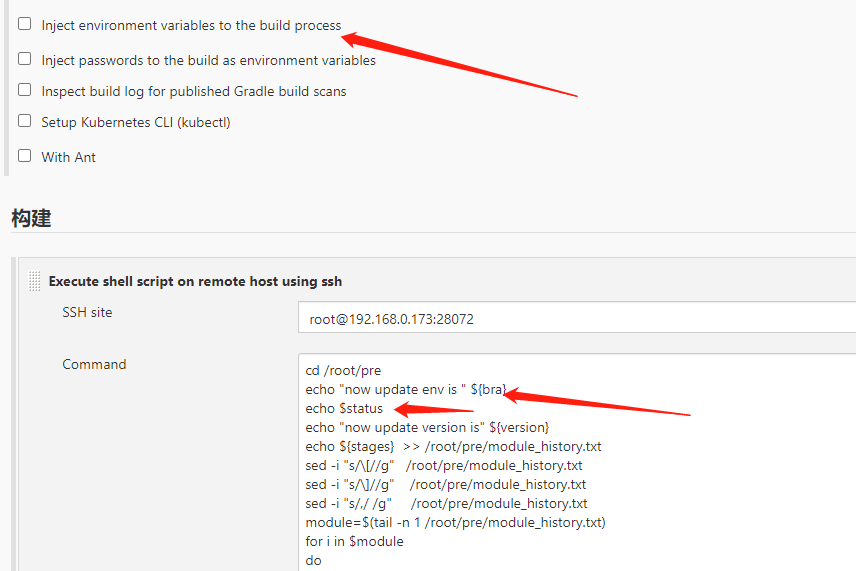 Inject environment variables to the build process
Inject passwords to the build as environment variables
Inspect build log for published Gradle build scans
Setup Kubernetes CLI (kubectl)
With Ant
构建
Execute shell script on remote host using ssh
SSH site
root@192.168.0.173:28072
Command
cd /root/pre
echo "now update env is " ${bra}
echo $status
echo "now update version is" ${version}
echo ${stages}  >> /root/pre/module_history.txt
sed -i "s/\[//g"   /root/pre/module_history.txt
sed -i "s/\]//g"    /root/pre/module_history.txt
sed -i "s/,/ /g"     /root/pre/module_history.txt
module=$(tail -n 1 /root/pre/module_history.txt)
for i in $module
do